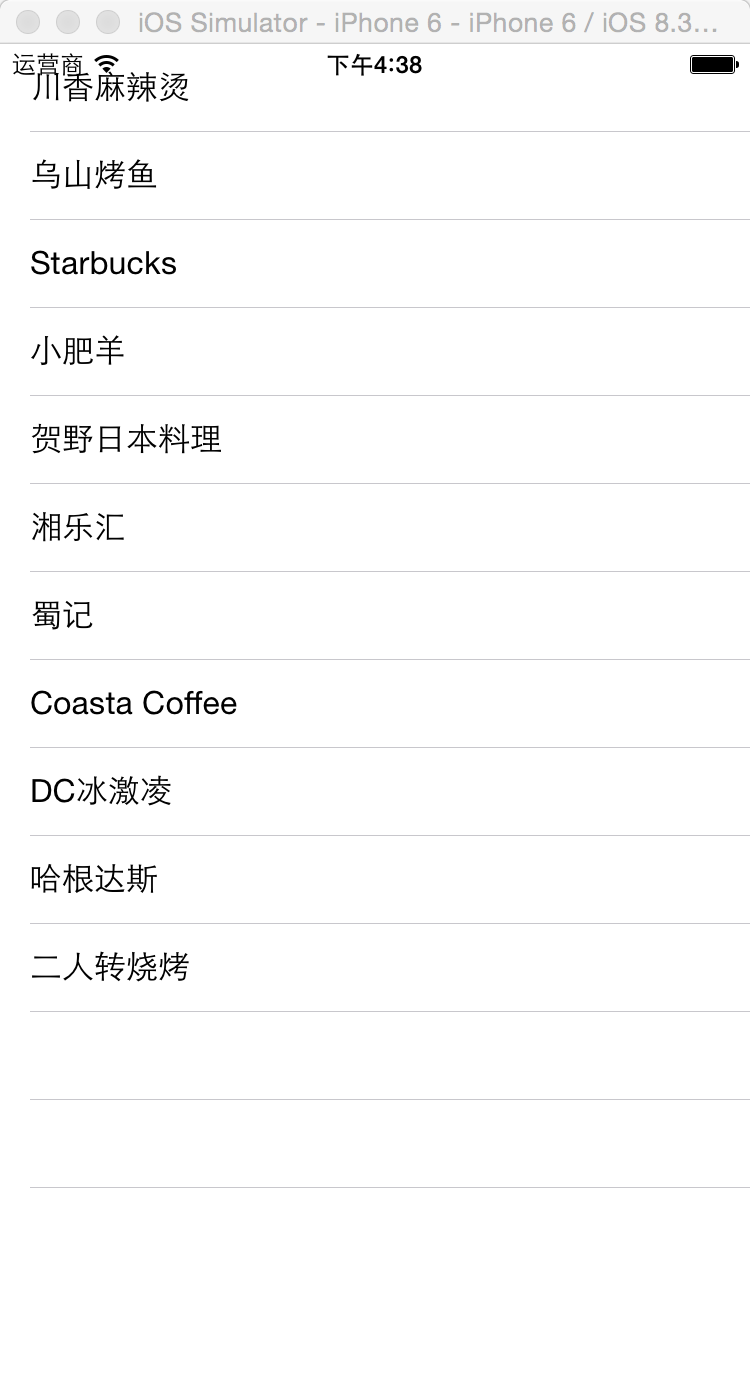 iOS Simulator - iPhone 6 - iPhone 6 / iOS 8.3...
运营商 下午4:38
川香麻辣烫
乌山烤鱼
Starbucks
小肥羊
贺野日本料理
湘乐汇
蜀记
Coasta Coffee
DC冰激凌
哈根达斯
二人转烧烤